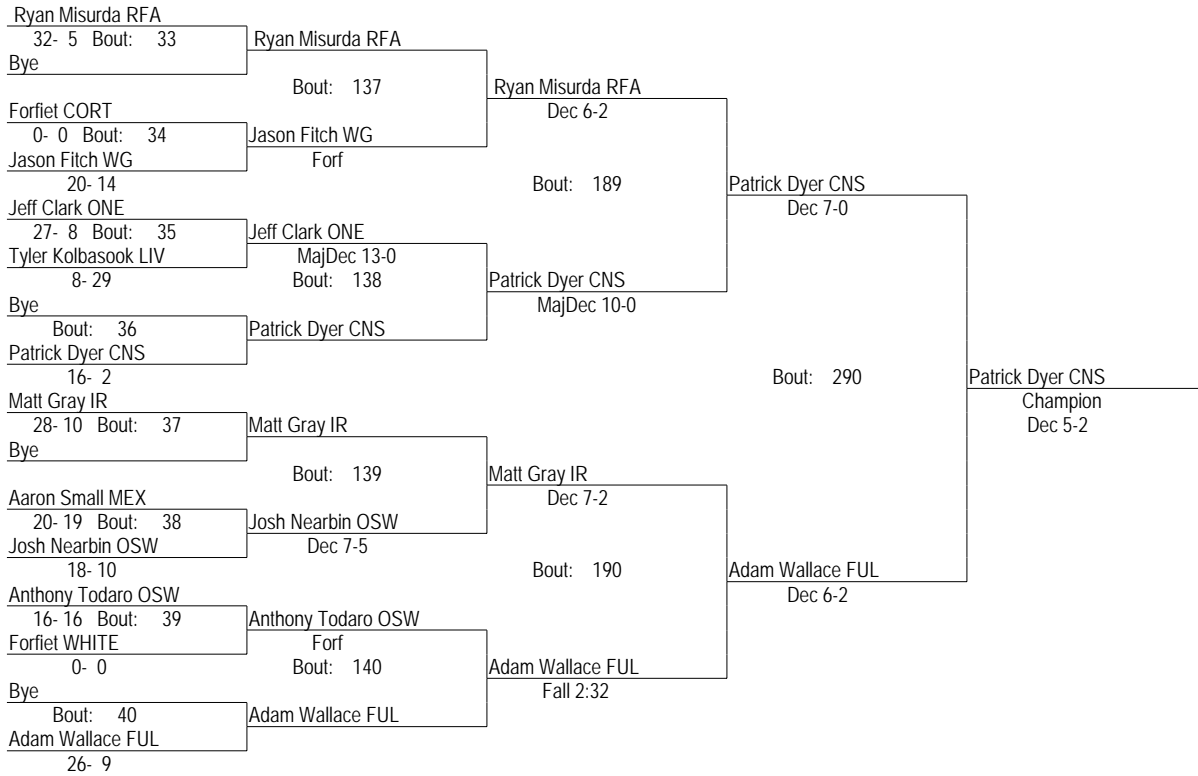 Ryan Misurda RFA
32- 5 Bout: 33
Bye
Ryan Misurda RFA
Bout: 137
Forfiet CORT
0- 0 Bout: 34
Jason Fitch WG
20- 14
Jason Fitch WG
Forf
Ryan Misurda RFA
Dec 6-2
Bout: 189
Jeff Clark ONE
27- 8 Bout: 35
Tyler Kolbasook LIV
8- 29
Jeff Clark ONE
MajDec 13-0
Bout: 138
Bye
Bout: 36
Patrick Dyer CNS
16- 2
Patrick Dyer CNS
Patrick Dyer CNS
MajDec 10-0
Patrick Dyer CNS
Dec 7-0
Bout: 290
Patrick Dyer CNS
Champion
Dec 5-2
Matt Gray IR
28- 10 Bout: 37
Bye
Matt Gray IR
Bout: 139
Aaron Small MEX
20- 19 Bout: 38
Josh Nearbin OSW
18- 10
Josh Nearbin OSW
Dec 7-5
Matt Gray IR
Dec 7-2
Bout: 190
Anthony Todaro OSW
16- 16 Bout: 39
Forfiet WHITE
0- 0
Anthony Todaro OSW
Forf
Bout: 140
Bye
Bout: 40
Adam Wallace FUL
26- 9
Adam Wallace FUL
Adam Wallace FUL
Fall 2:32
Adam Wallace FUL
Dec 6-2